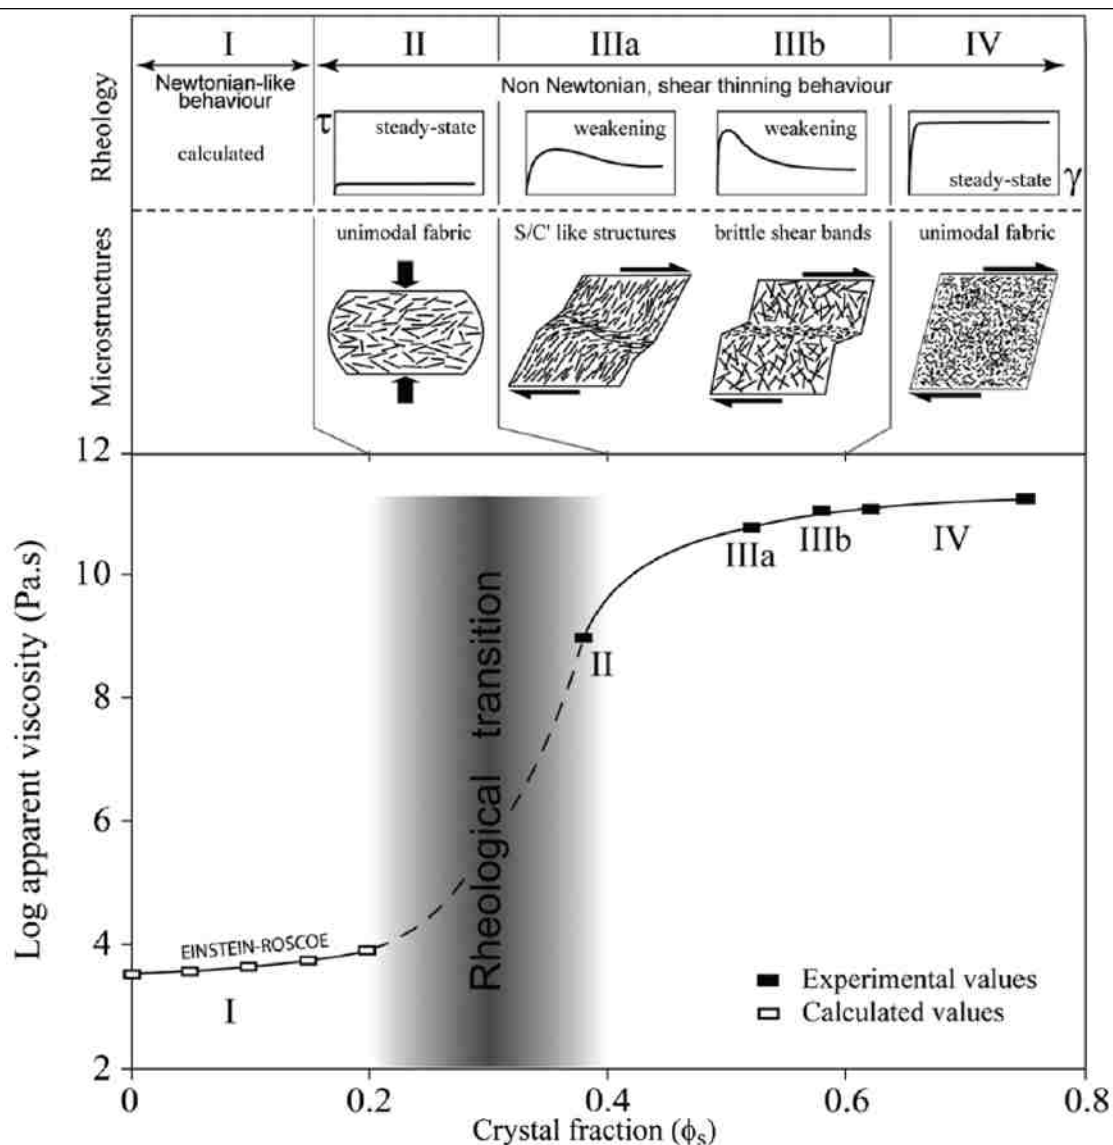 I II IIIa IIIb IV
Newtonian-like
behaviour
Non Newtonian, shear thinning behaviour
Rheology
calculated
τ
steady-state
weakening
weakening
steady-state
γ
Microstructures
unimodal fabric
S/C' like structures
brittle shear bands
unimodal fabric
12
10
8
6
4
2
Log apparent viscosity (Pa.s)
Rheological transition
EINSTEIN-ROSCOE
I
II
IIIa
IIIb
IV
Experimental values
Calculated values
0 0.2 0.4 0.6 0.8
Crystal fraction (ϕs)